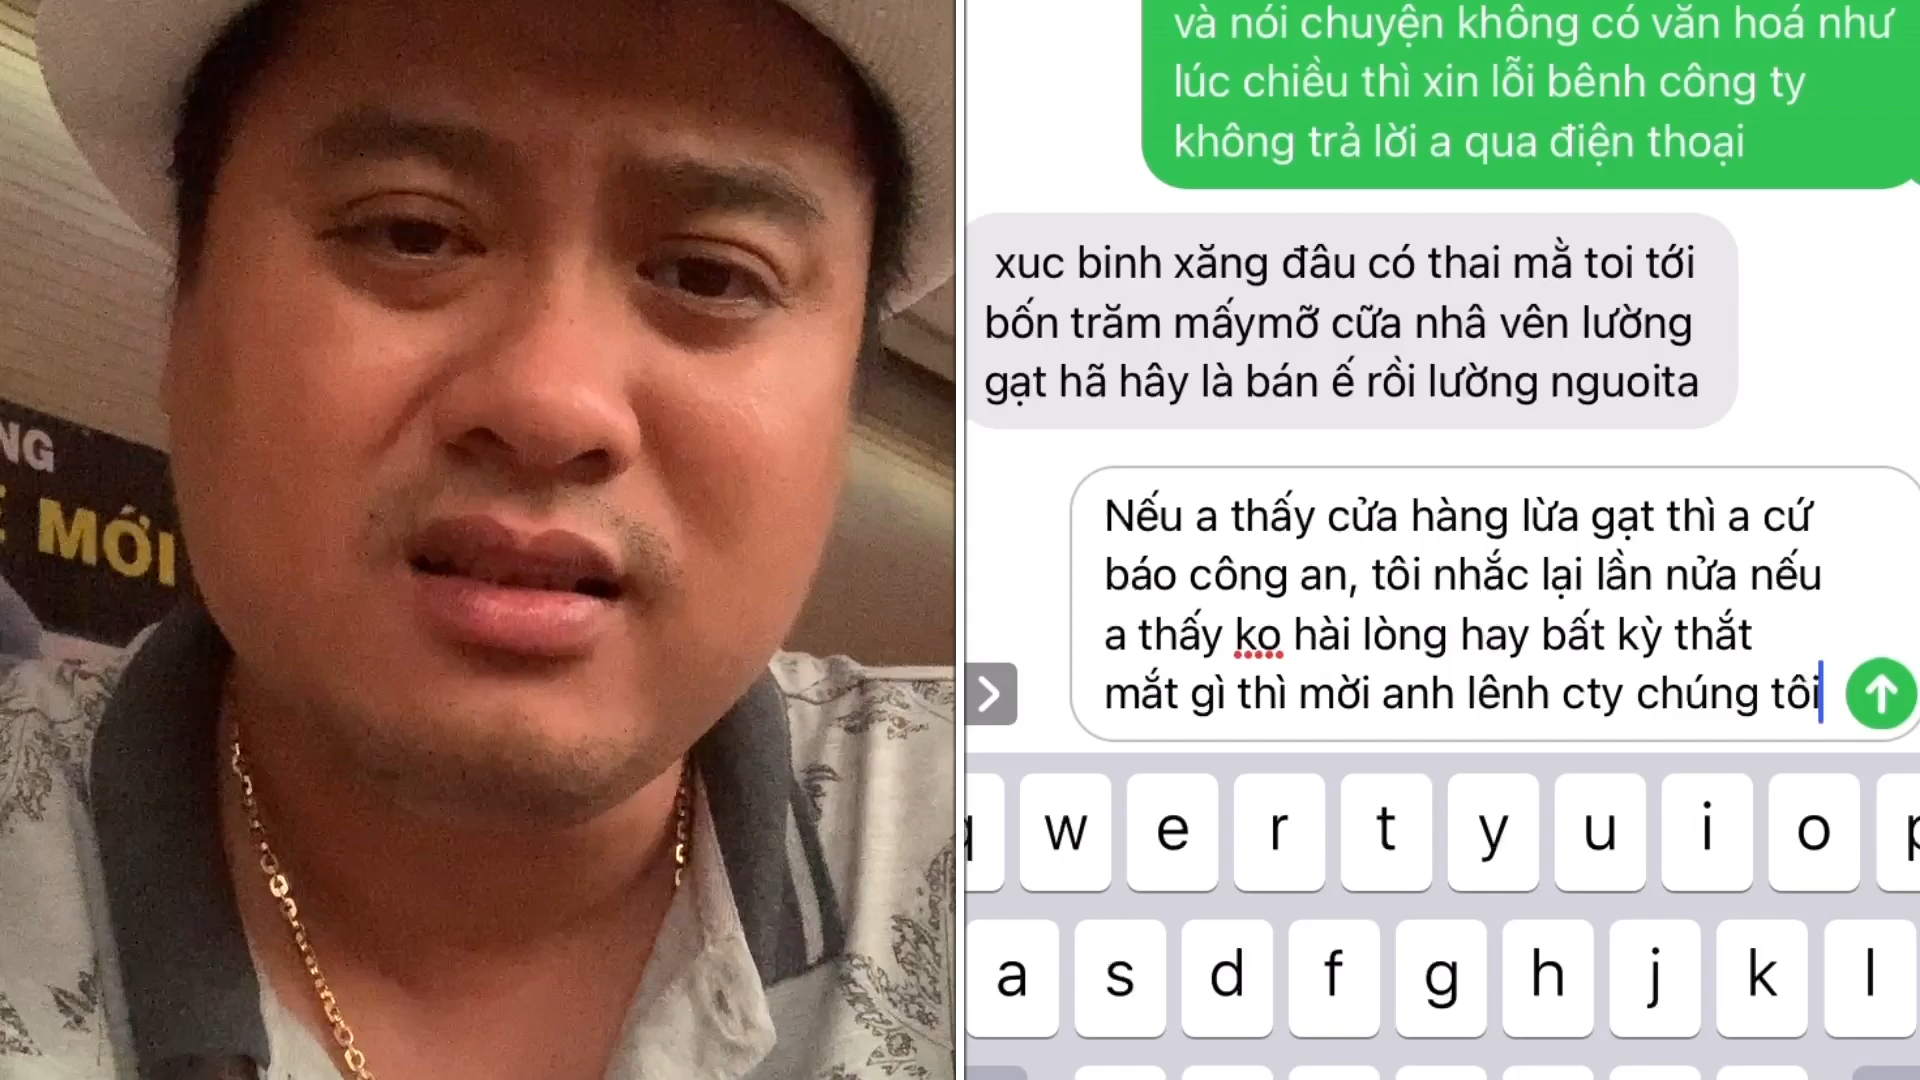 NG
MỚI
và nói chuyện không có văn hoá như
lúc chiều thì xin lỗi bênh công ty
không trả lời a qua điện thoại
xuc binh xăng đâu có thai mằ toi tới
bốn trăm mấymỡ cữa nhâ vên lường
gạt hã hây là bán ế rồi lường nguoita
Nếu a thấy cửa hàng lừa gạt thì a cứ
báo công an, tôi nhắc lại lần nửa nếu
a thấy ko hài lòng hay bất kỳ thắt
mắt gì thì mời anh lênh cty chúng tôi
q w e r t y u i o p
a s d f g h j k l